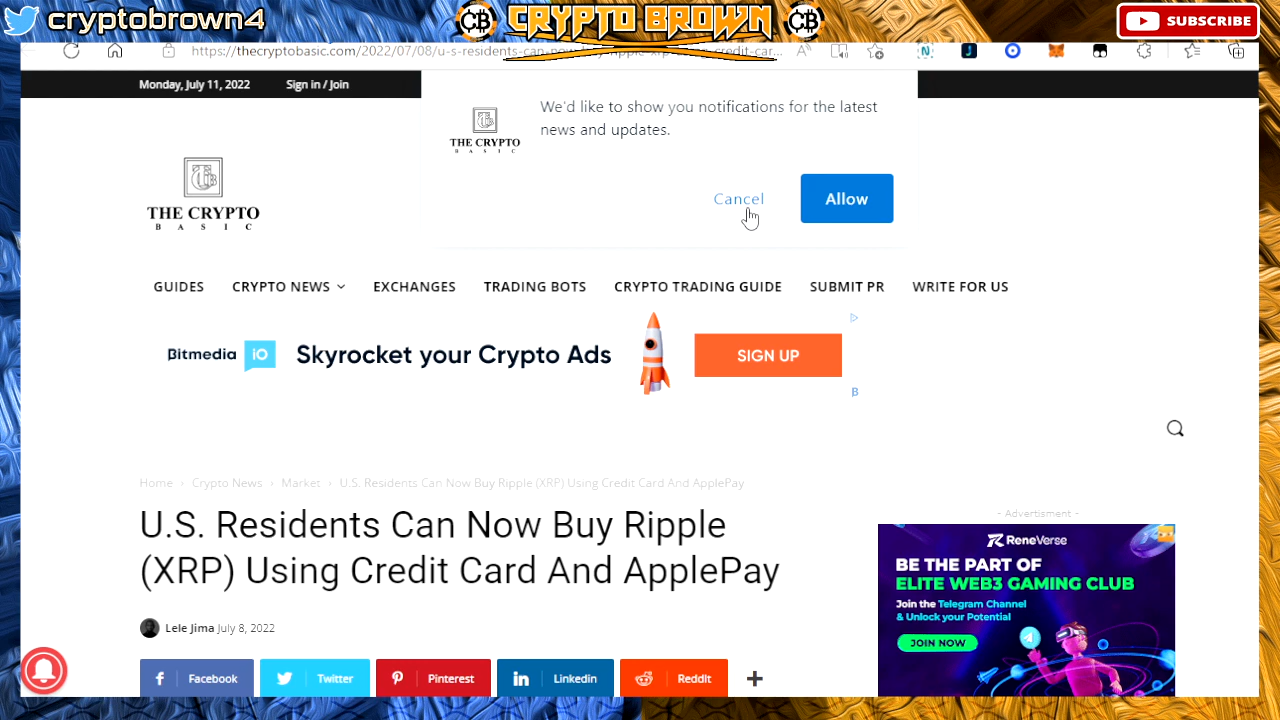 cryptobrown4
CB
CRYPTO BROWN
CB
SUBSCRIBE
https://thecryptobasic.com/2022/07/08/u-s-residents-can-now-buy-ripple-xrp-
credit-car...
Monday, July 11, 2022
Sign in / Join
We'd like to show you notifications for the latest
news and updates.
THE CRYPTO
BASIC
Cancel
Allow
THE CRYPTO
BASIC
GUIDES
CRYPTO NEWS
EXCHANGES
TRADING BOTS
CRYPTO TRADING GUIDE
SUBMIT PR
WRITE FOR US
Bitmedia iO
Skyrocket your Crypto Ads
SIGN UP
Home › Crypto News › Market › U.S. Residents Can Now Buy Ripple (XRP) Using Credit Card And ApplePay
U.S. Residents Can Now Buy Ripple
(XRP) Using Credit Card And ApplePay
Lele Jima July 8, 2022
Facebook
Twitter
Pinterest
Linkedin
ReddIt
- Advertisment -
ReneVerse
BE THE PART OF
ELITE WEB3 GAMING CLUB
Join the Telegram Channel
& Unlock your Potential
JOIN NOW